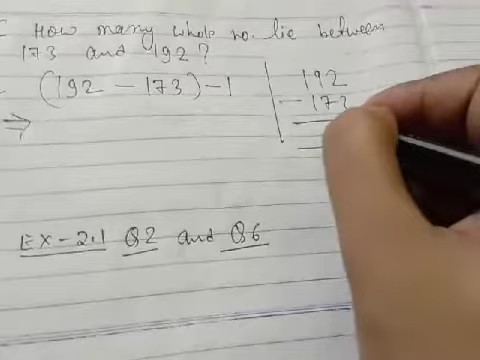 How many whole no. lie between
173 and 192?
(192 - 173) - 1
192
- 173
⇒
Ex-2.1 Q2 and Q6